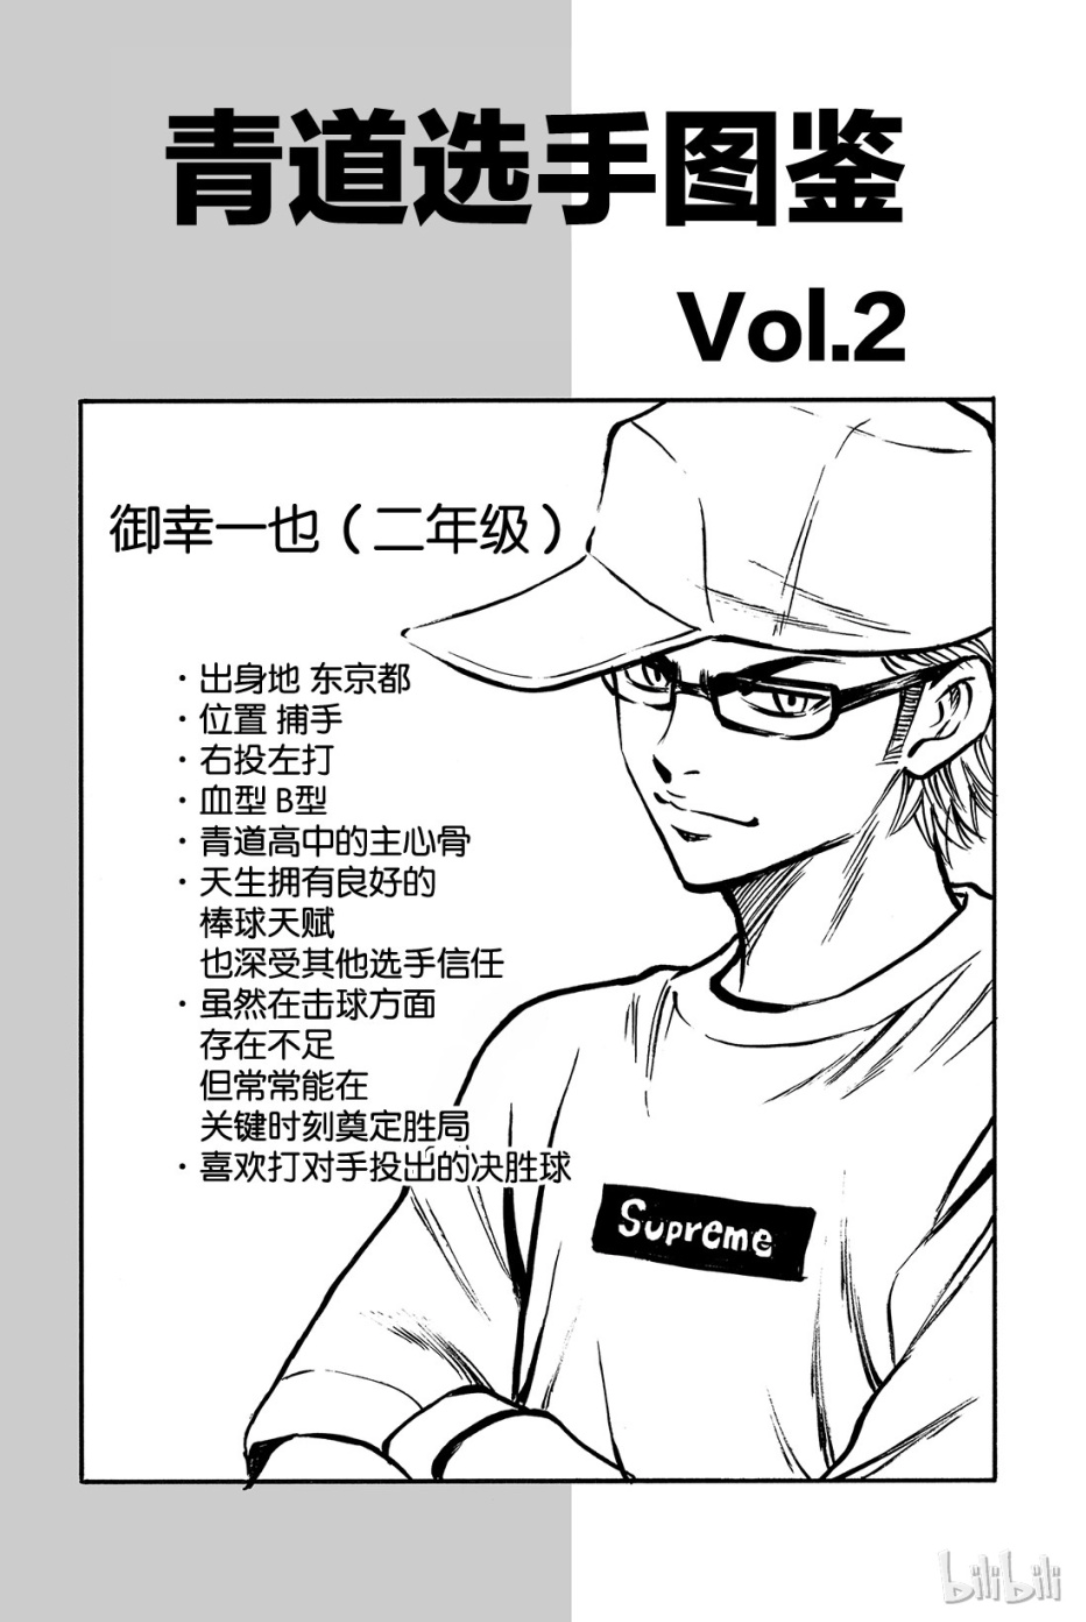 青道选手图鉴
Vol.2
御幸一也（二年级）
・出身地 东京都
・位置 捕手
・右投左打
・血型 B型
・青道高中的主心骨
・天生拥有良好的
棒球天赋
也深受其他选手信任
・虽然在击球方面
存在不足
但常常能在
关键时刻奠定胜局
・喜欢打对手投出的决胜球
Supreme
bilibili